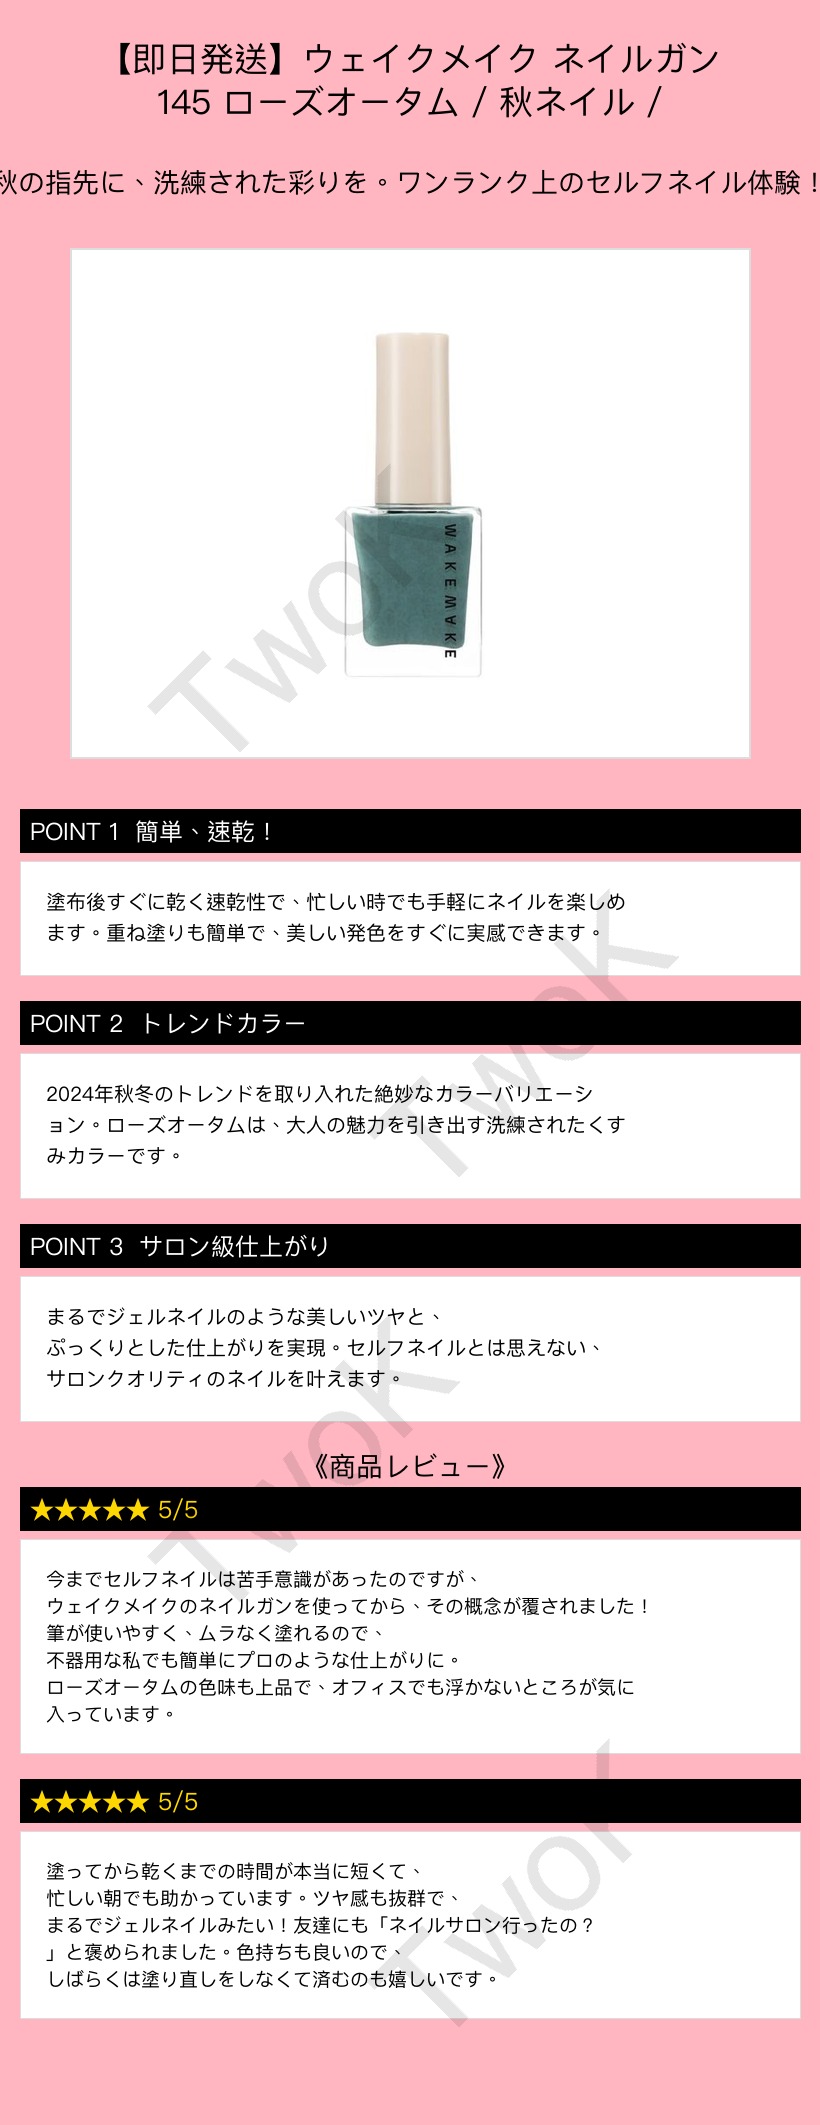 【即日発送】ウェイクメイク ネイルガン
145 ローズオータム / 秋ネイル /
秋の指先に、洗練された彩りを。ワンランク上のセルフネイル体験！
WAKEMAKE
TwoK
POINT 1 簡単、速乾！
塗布後すぐに乾く速乾性で、忙しい時でも手軽にネイルを楽しめ
ます。重ね塗りも簡単で、美しい発色をすぐに実感できます。
TwoK
POINT 2 トレンドカラー
2024年秋冬のトレンドを取り入れた絶妙なカラーバリエーシ
ョン。ローズオータムは、大人の魅力を引き出す洗練されたくす
みカラーです。
POINT 3 サロン級仕上がり
まるでジェルネイルのような美しいツヤと、
ぷっくりとした仕上がりを実現。セルフネイルとは思えない、
サロンクオリティのネイルを叶えます。
TwoK
《商品レビュー》
★★★★★ 5/5
今までセルフネイルは苦手意識があったのですが、
ウェイクメイクのネイルガンを使ってから、その概念が覆されました！
筆が使いやすく、ムラなく塗れるので、
不器用な私でも簡単にプロのような仕上がりに。
ローズオータムの色味も上品で、オフィスでも浮かないところが気に
入っています。
★★★★★ 5/5
塗ってから乾くまでの時間が本当に短くて、
忙しい朝でも助かっています。ツヤ感も抜群で、
まるでジェルネイルみたい！友達にも「ネイルサロン行ったの？
」と褒められました。色持ちも良いので、
しばらくは塗り直しをしなくて済むのも嬉しいです。
TwoK